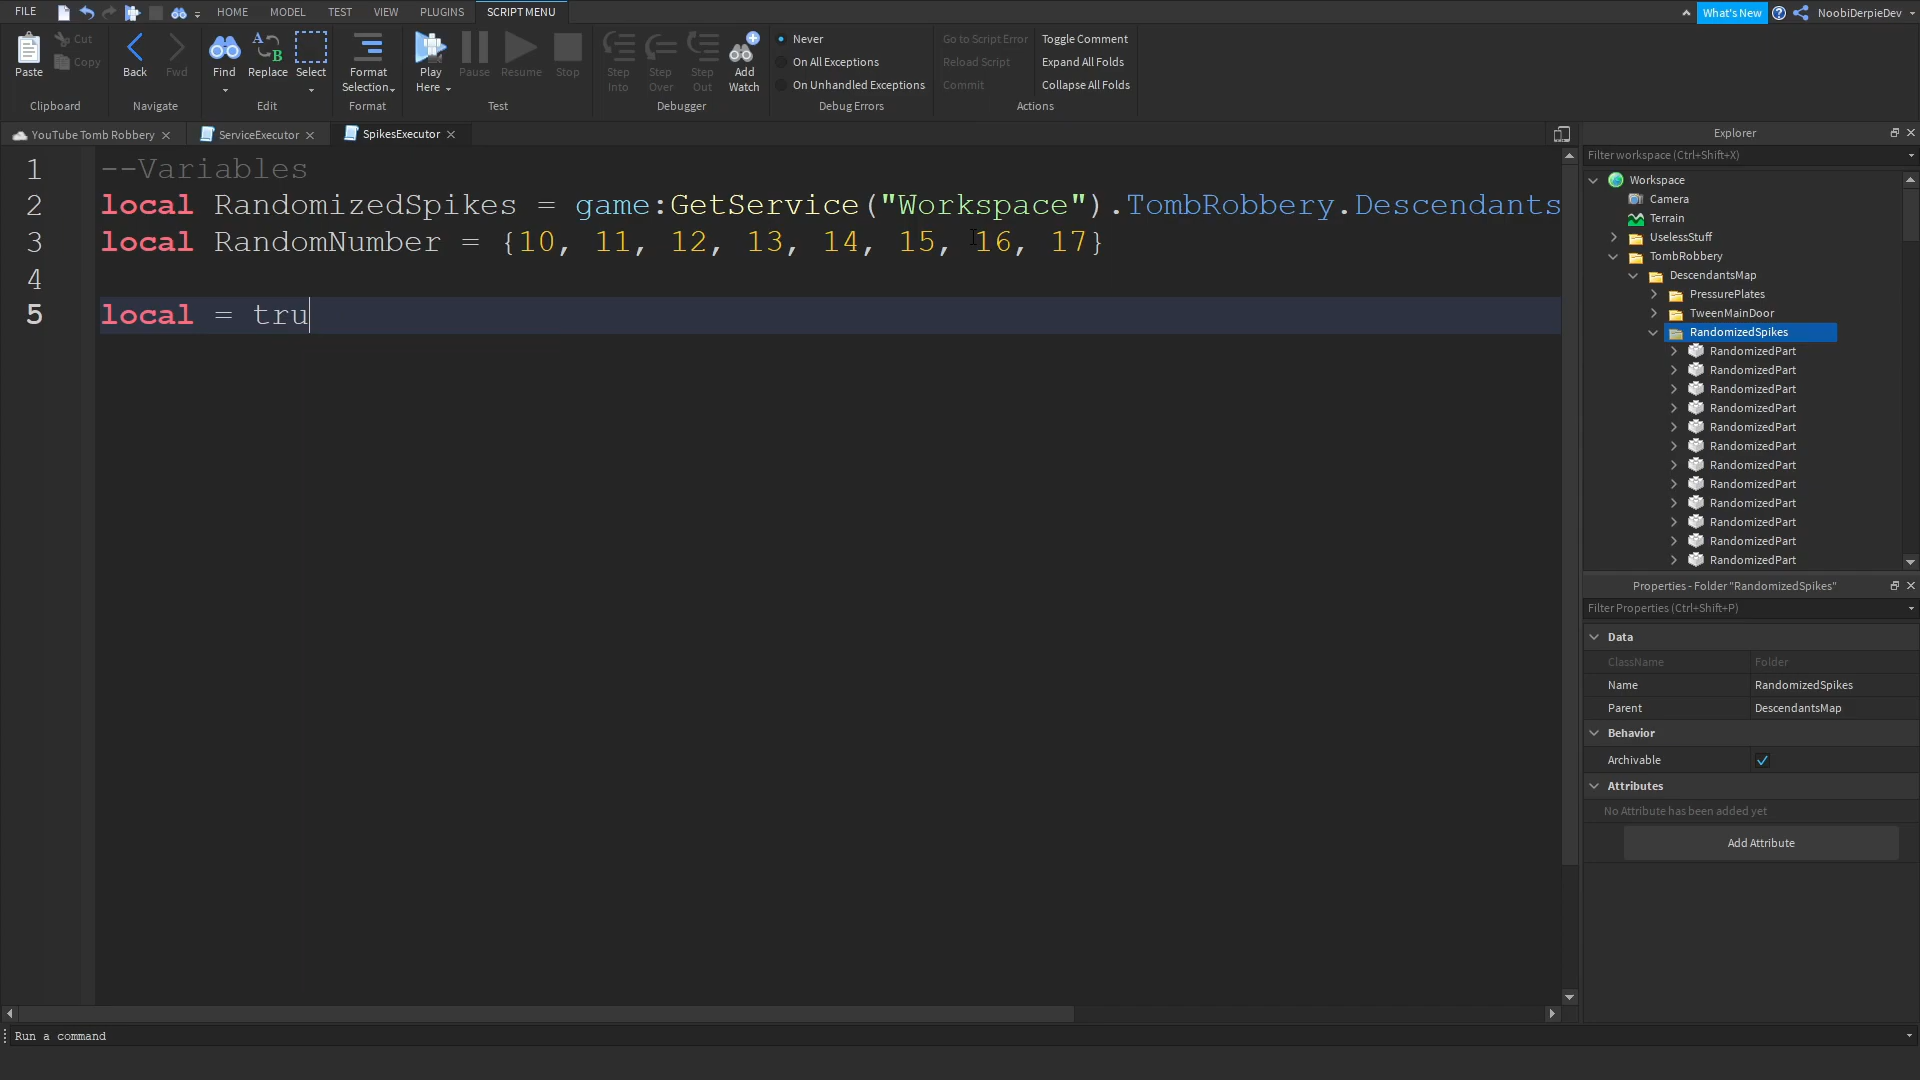 FILE HOME MODEL TEST VIEW PLUGINS SCRIPT MENU What's New NoobiDerpieDev
Paste Cut Copy Clipboard
Back Fwd Navigate
Find Replace Select Edit
Format Selection Format
Play Here Pause Resume Stop Test
Step Into Step Over Step Out Add Watch Debugger
Never
On All Exceptions
On Unhandled Exceptions
Debug Errors
Go to Script Error
Reload Script
Commit
Toggle Comment
Expand All Folds
Collapse All Folds
Actions
YouTube Tomb Robbery ServiceExecutor SpikesExecutor
1 --Variables
2 local RandomizedSpikes = game:GetService("Workspace").TombRobbery.Descendants
3 local RandomNumber = {10, 11, 12, 13, 14, 15, 16, 17}
4
5 local = tru
Explorer
Filter workspace (Ctrl+Shift+X)
Workspace
Camera
Terrain
UselessStuff
TombRobbery
DescendantsMap
PressurePlates
TweenMainDoor
RandomizedSpikes
RandomizedPart
RandomizedPart
RandomizedPart
RandomizedPart
RandomizedPart
RandomizedPart
RandomizedPart
RandomizedPart
RandomizedPart
RandomizedPart
RandomizedPart
RandomizedPart
Properties - Folder "RandomizedSpikes"
Filter Properties (Ctrl+Shift+P)
Data
ClassName Folder
Name RandomizedSpikes
Parent DescendantsMap
Behavior
Archivable
Attributes
No Attribute has been added yet
Add Attribute
Run a command